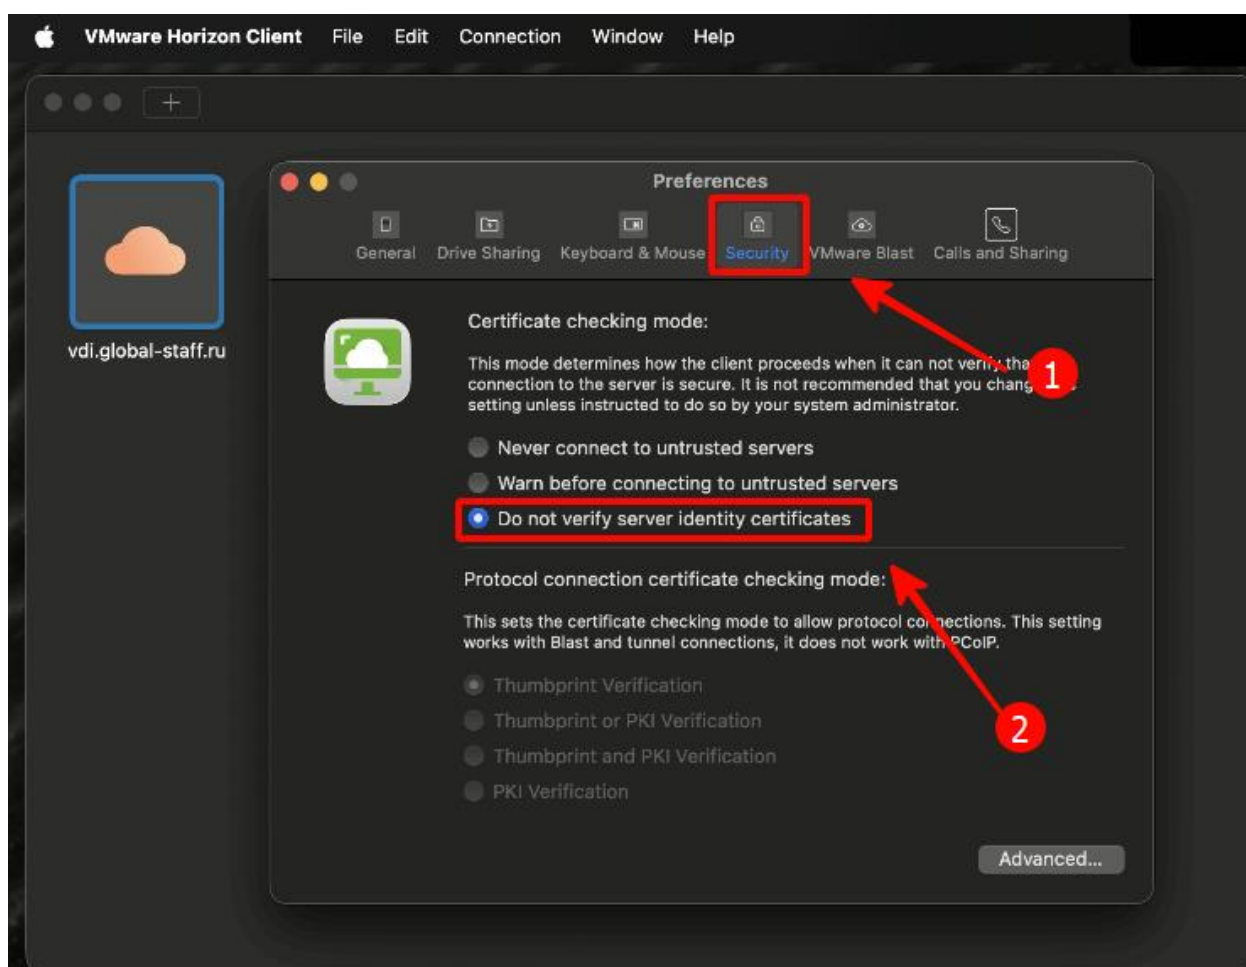 VMware Horizon Client File Edit Connection Window Help
vdi.global-staff.ru
Preferences
General Drive Sharing Keyboard & Mouse Security VMware Blast Calls and Sharing
Certificate checking mode:
This mode determines how the client proceeds when it can not verify
connection to the server is secure. It is not recommended that you
setting unless instructed to do so by your system administrator.
1
Never connect to untrusted servers
Warn before connecting to untrusted servers
Do not verify server identity certificates
Protocol connection certificate checking mode:
This sets the certificate checking mode to allow protocol connections. This setting
works with Blast and tunnel connections, it does not work with PCoIP.
Thumbprint Verification
Thumbprint or PKI Verification
2
Thumbprint and PKI Verification
PKI Verification
Advanced...